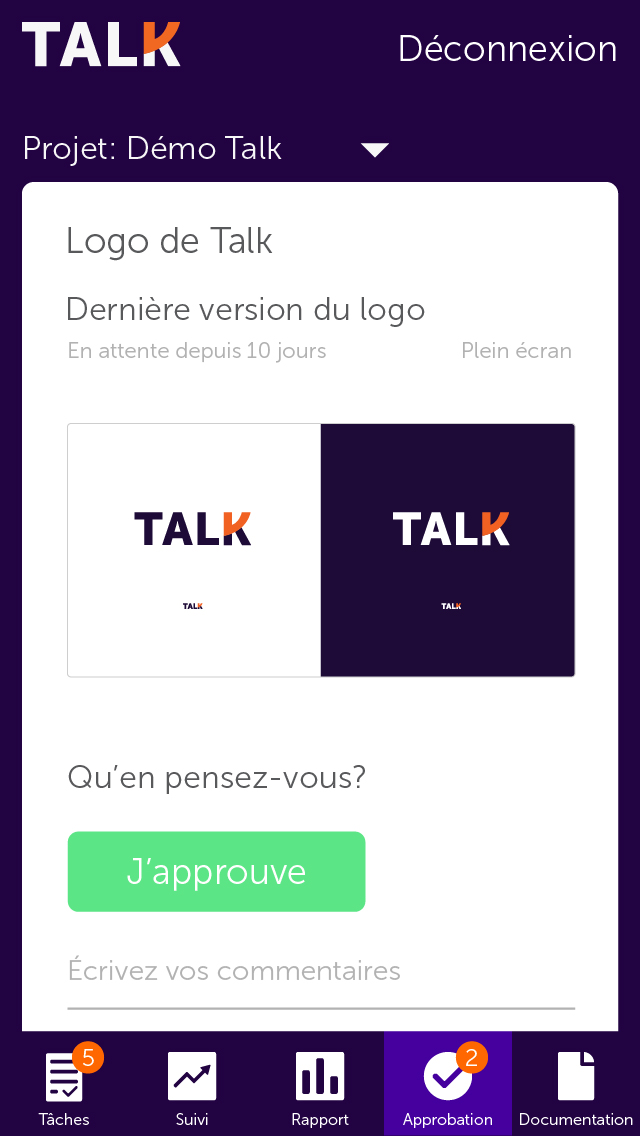 TALK
Déconnexion
Projet: Démo Talk
Logo de Talk
Dernière version du logo
En attente depuis 10 jours
Plein écran
TALK
TALK
TALK
TALK
Qu’en pensez-vous?
J’approuve
Écrivez vos commentaires
5
2
Tâches
Suivi
Rapport
Approbation
Documentation